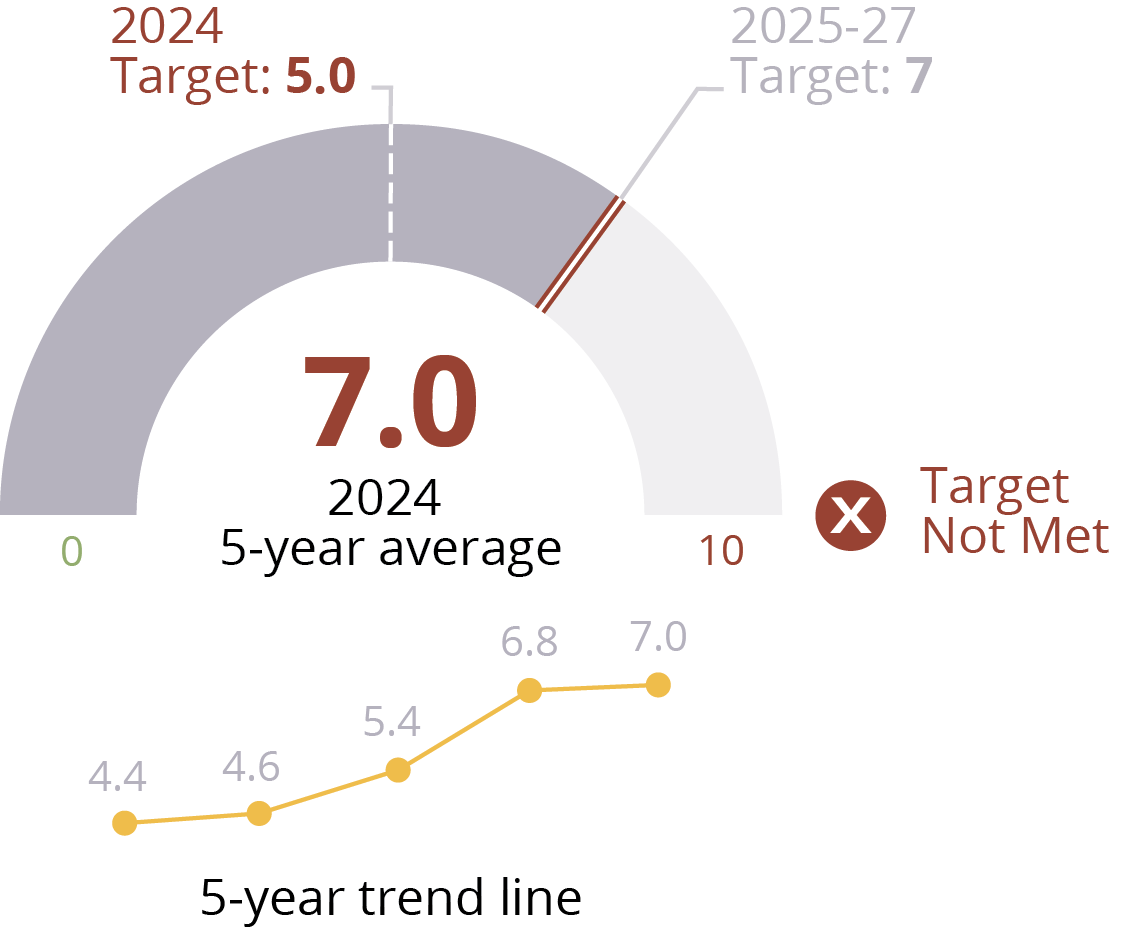 2024
Target: 5.0
2025-27
Target: 7
7.0
2024
5-year average
0
10
X
Target
Not Met
4.4
4.6
5.4
6.8
7.0
5-year trend line